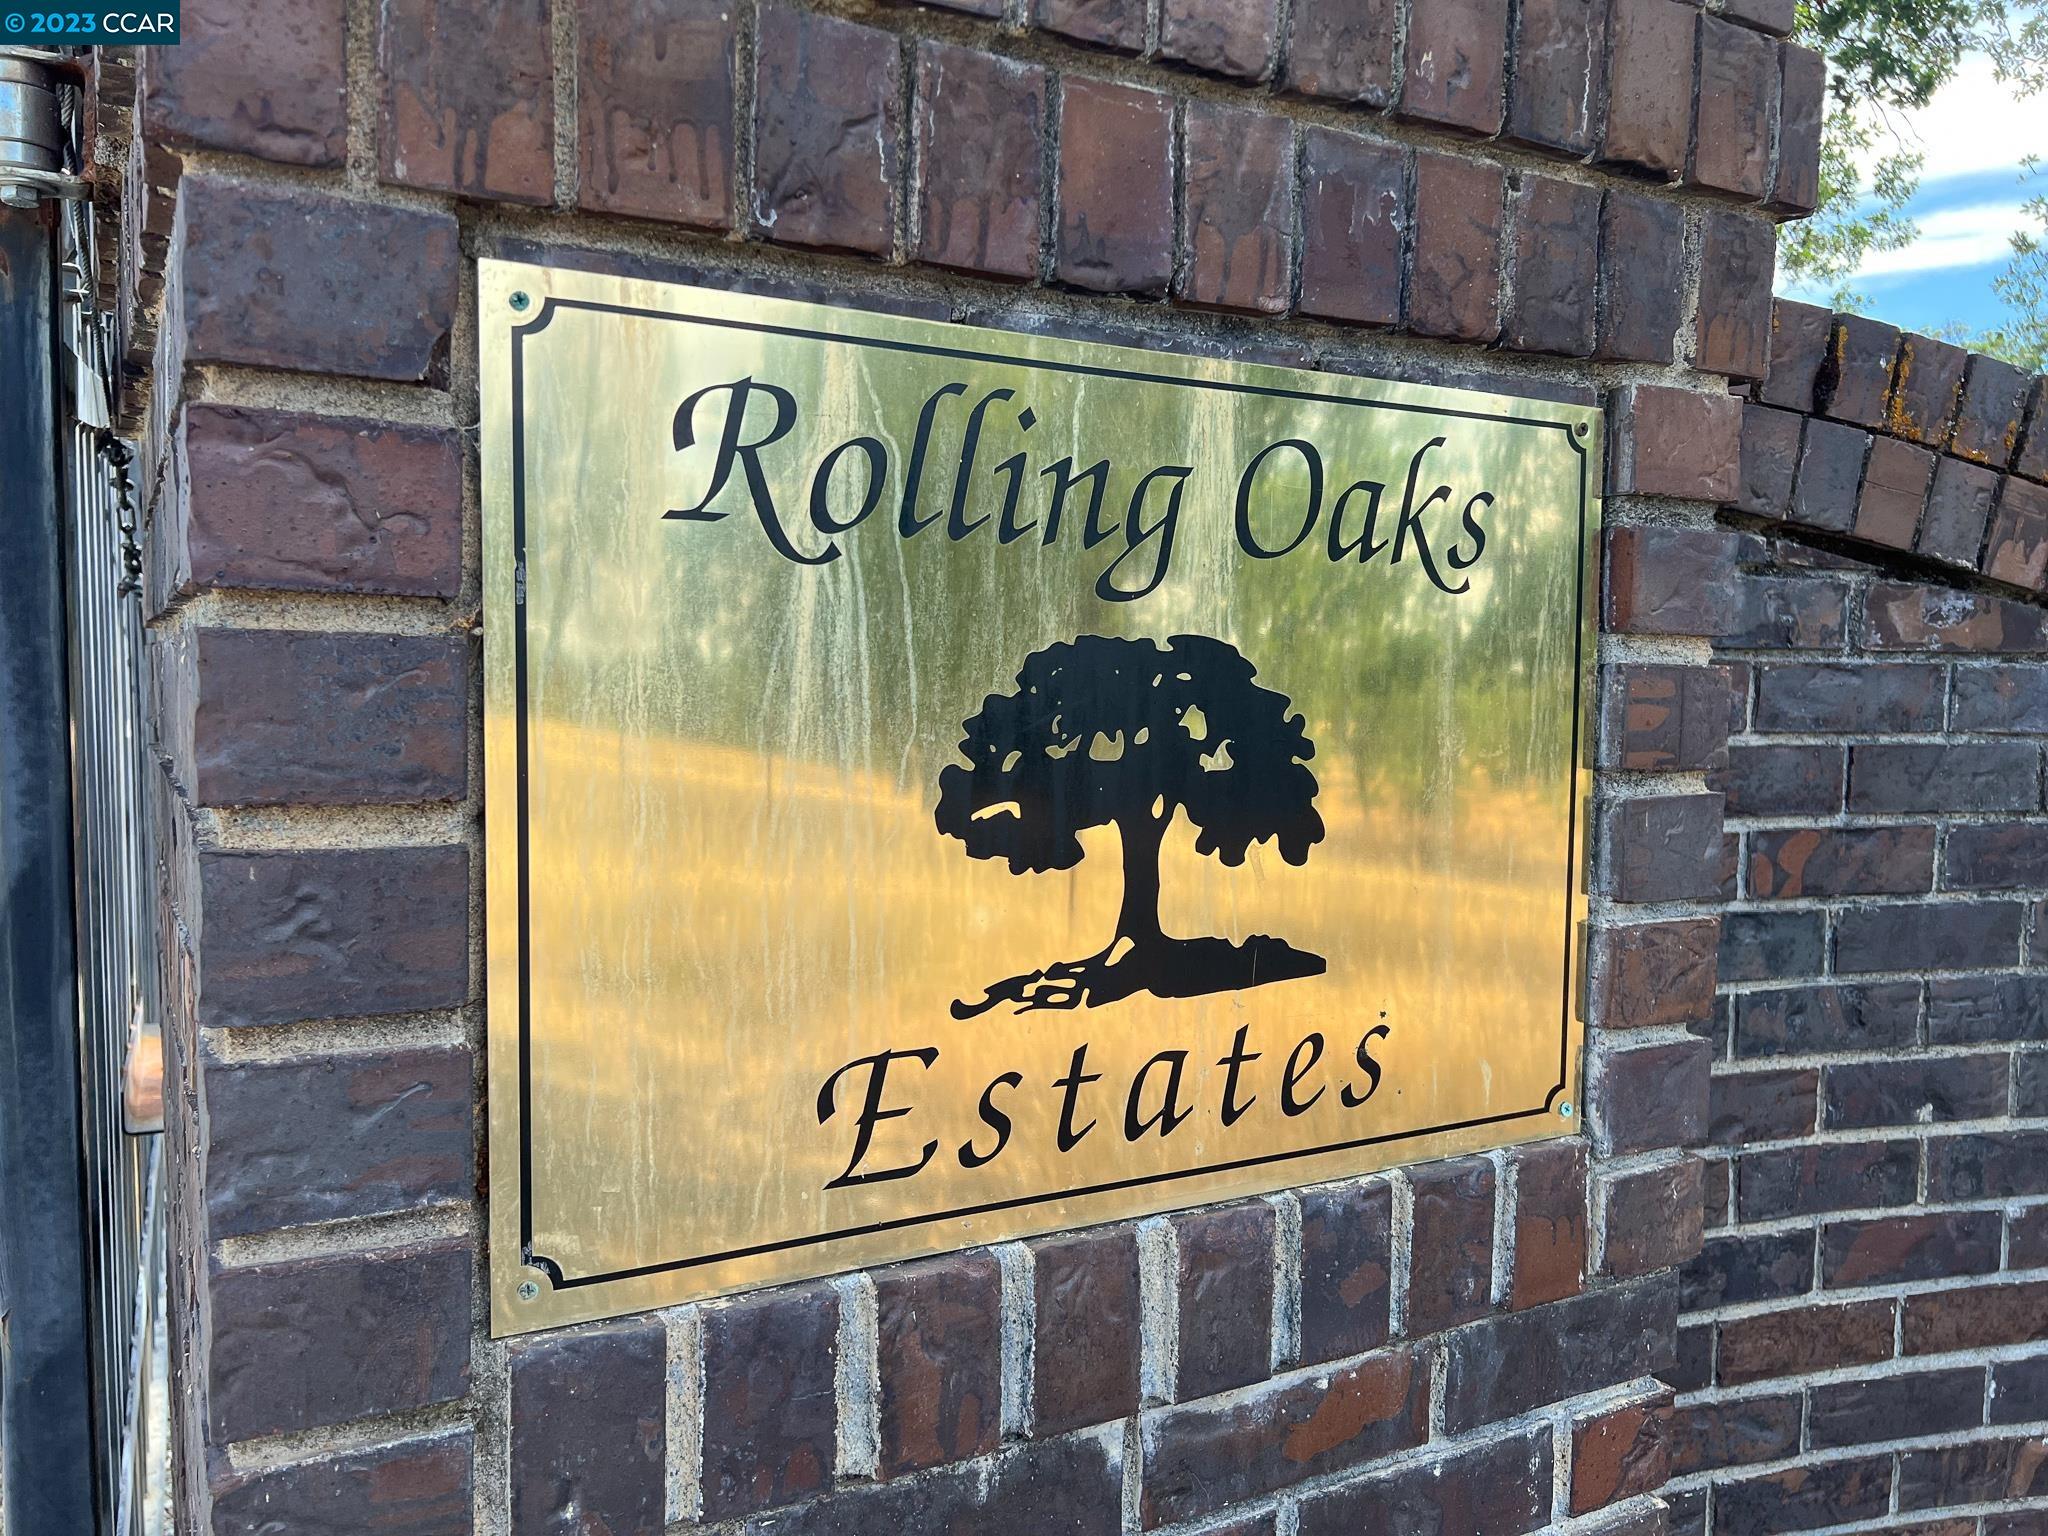 © 2023 CCAR
Rolling Oaks
Estates